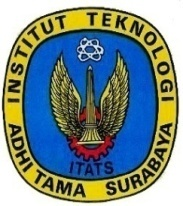 INSTITUT TEKNOLOGI
ITATS
ADHI TAMA SURABAYA